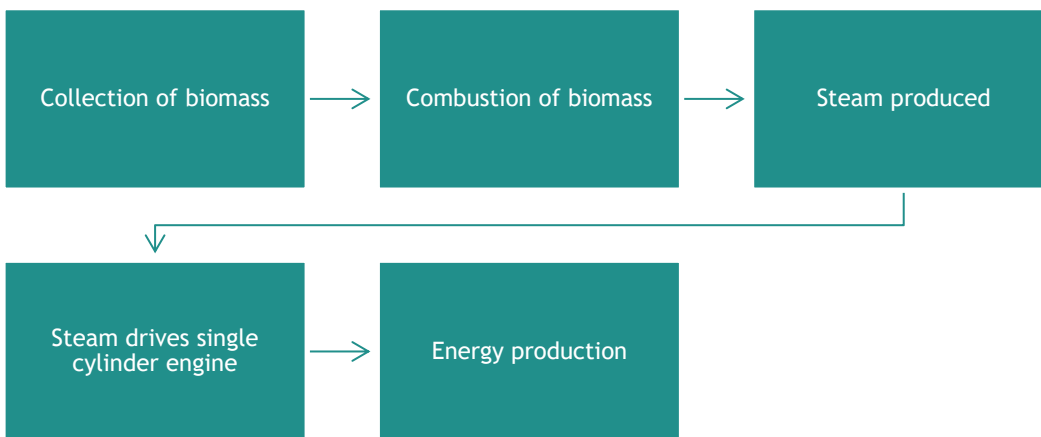 Collection of biomass
Combustion of biomass
Steam produced
Steam drives single
cylinder engine
Energy production